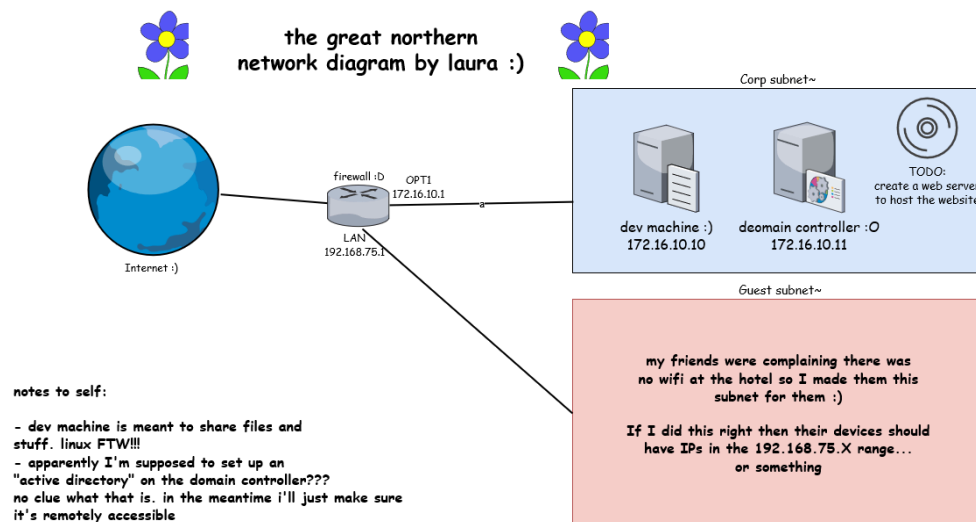 the great northern
network diagram by laura :)
Corp subnet~
firewall :D
OPT1
172.16.10.1
a
LAN
192.168.75.1
Internet :)
dev machine :)
172.16.10.10
deomain controller :O
172.16.10.11
TODO:
create a web server
to host the website
Guest subnet~
my friends were complaining there was
no wifi at the hotel so I made them this
subnet for them :)
If I did this right then their devices should
have IPs in the 192.168.75.X range...
or something
notes to self:
- dev machine is meant to share files and
stuff. linux FTW!!!
- apparently I'm supposed to set up an
"active directory" on the domain controller???
no clue what that is. in the meantime i'll just make sure
it's remotely accessible